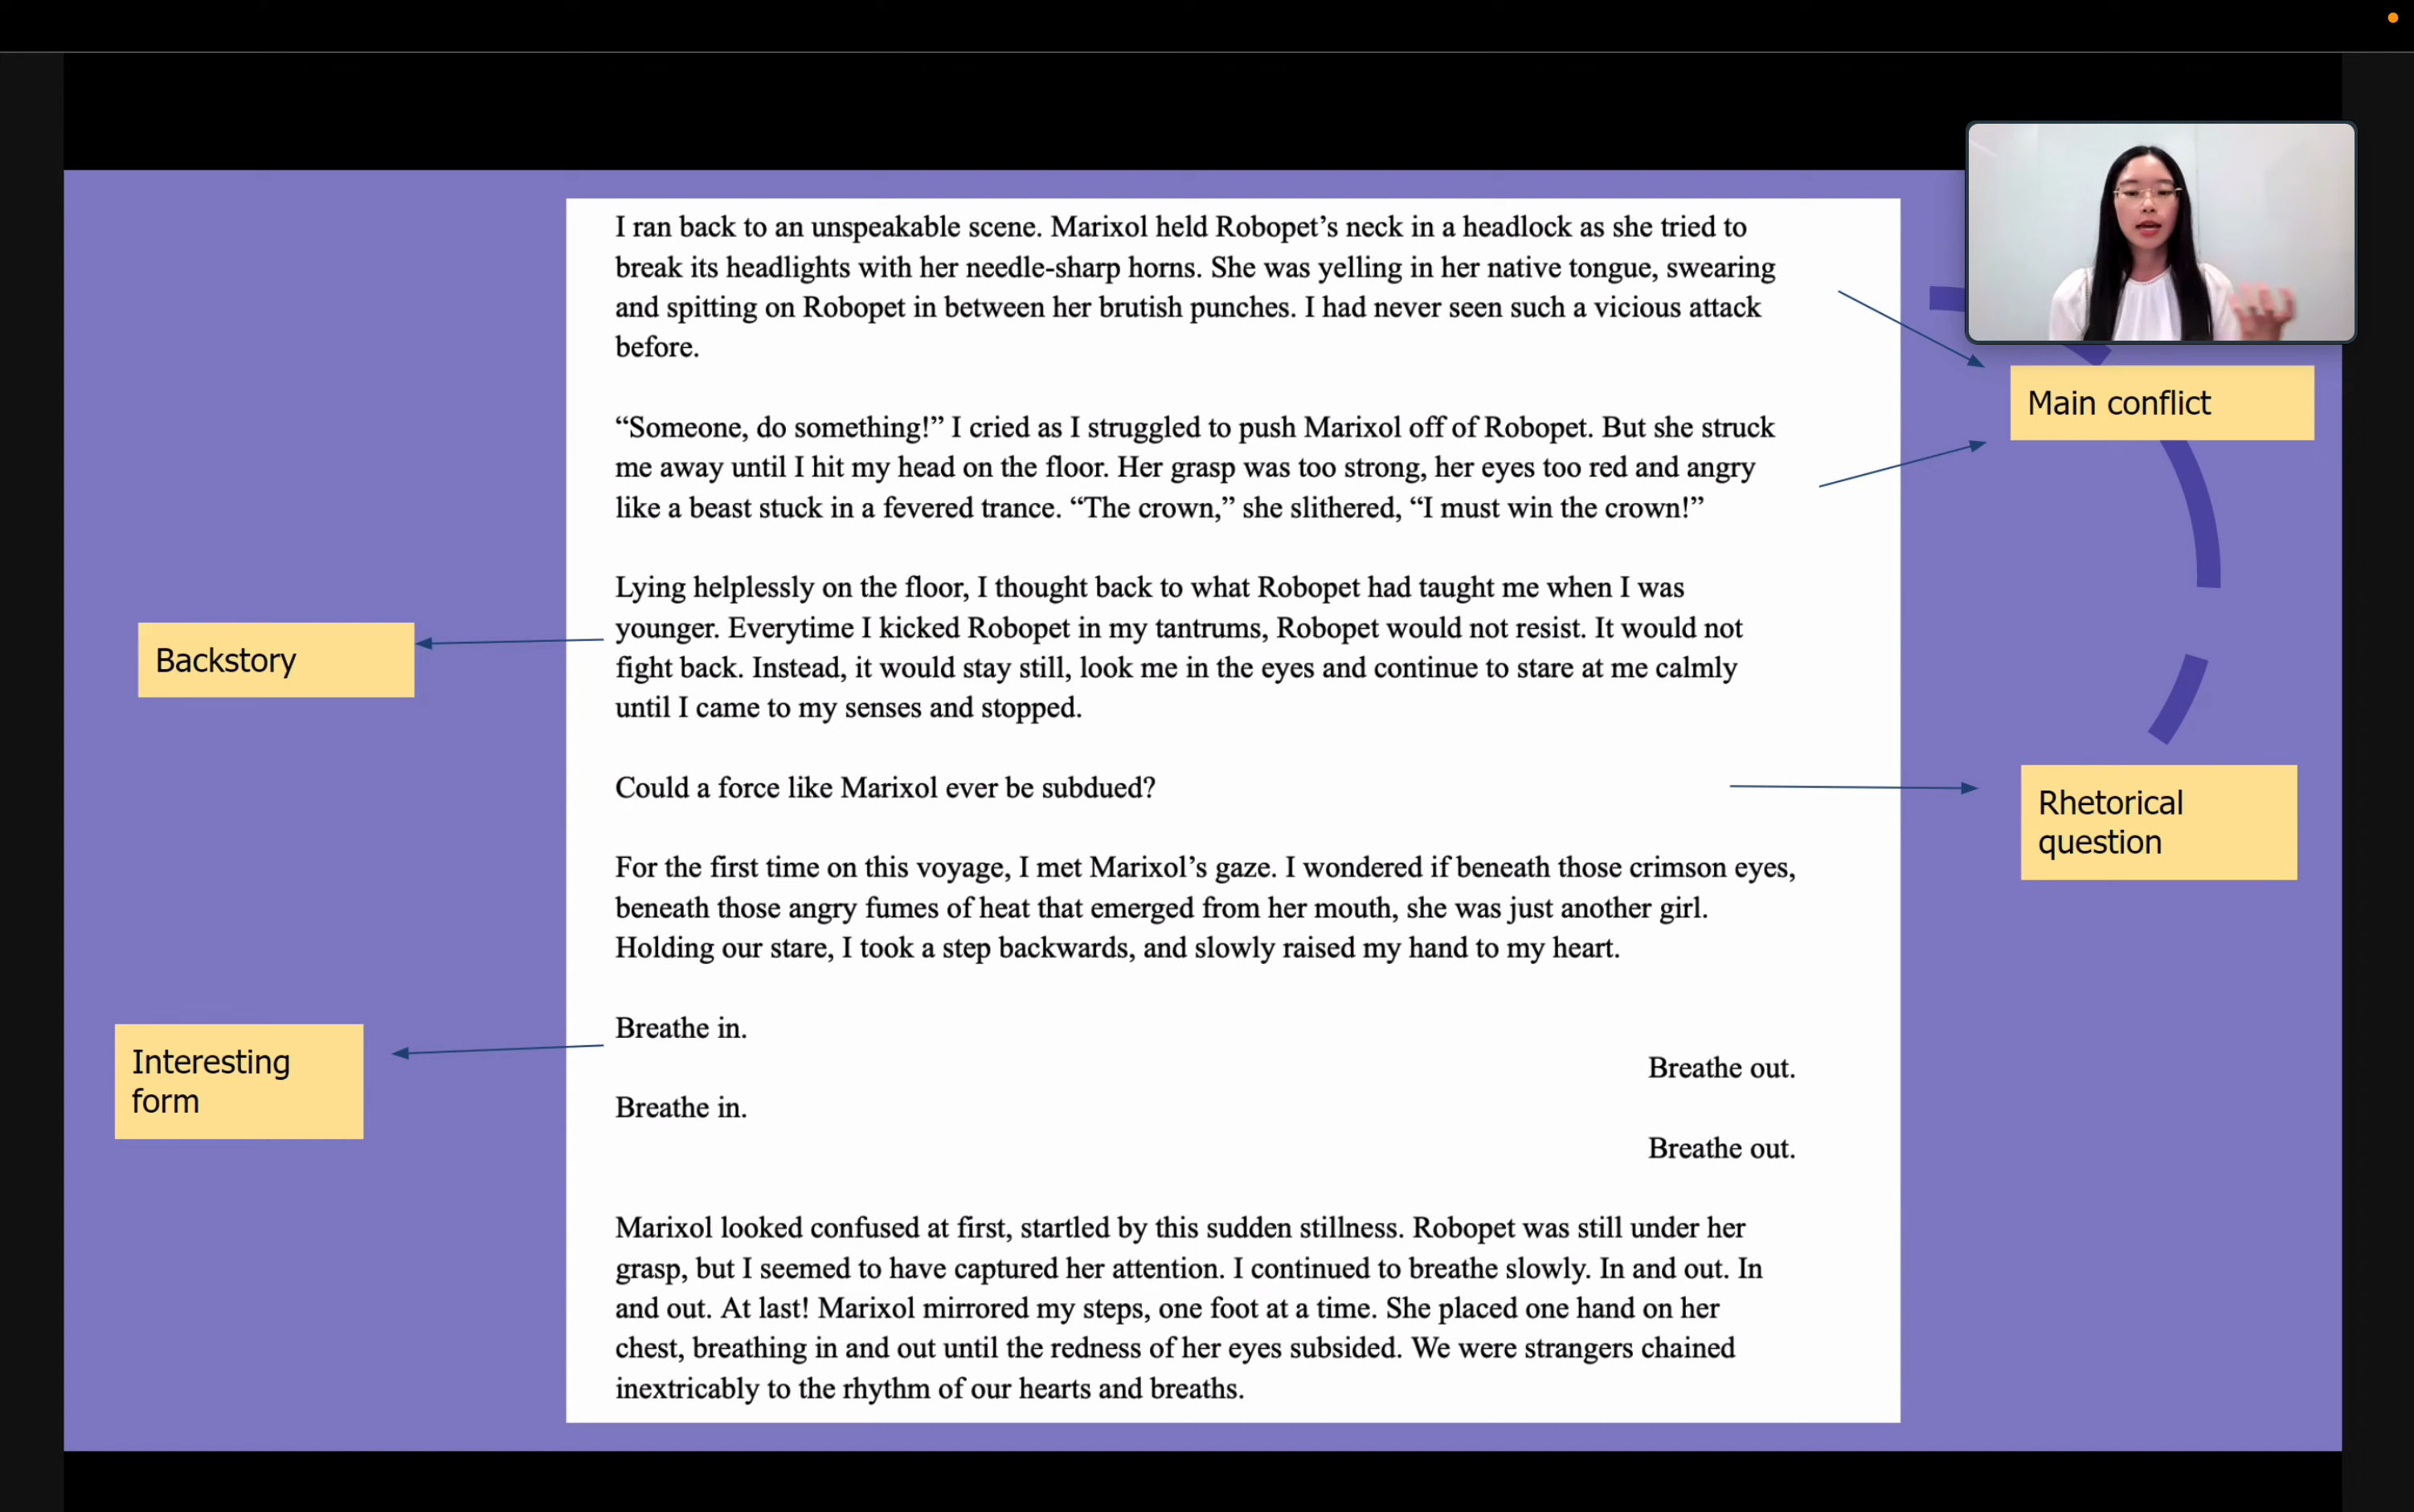 I ran back to an unspeakable scene. Marixol held Robopet’s neck in a headlock as she tried to
break its headlights with her needle-sharp horns. She was yelling in her native tongue, swearing
and spitting on Robopet in between her brutish punches. I had never seen such a vicious attack
before.
Main conflict
“Someone, do something!” I cried as I struggled to push Marixol off of Robopet. But she struck
me away until I hit my head on the floor. Her grasp was too strong, her eyes too red and angry
like a beast stuck in a fevered trance. “The crown,” she slithered, “I must win the crown!”
Backstory
Lying helplessly on the floor, I thought back to what Robopet had taught me when I was
younger. Everytime I kicked Robopet in my tantrums, Robopet would not resist. It would not
fight back. Instead, it would stay still, look me in the eyes and continue to stare at me calmly
until I came to my senses and stopped.
Could a force like Marixol ever be subdued?
Rhetorical
question
For the first time on this voyage, I met Marixol’s gaze. I wondered if beneath those crimson eyes,
beneath those angry fumes of heat that emerged from her mouth, she was just another girl.
Holding our stare, I took a step backwards, and slowly raised my hand to my heart.
Interesting
form
Breathe in.
Breathe out.
Breathe in.
Breathe out.
Marixol looked confused at first, startled by this sudden stillness. Robopet was still under her
grasp, but I seemed to have captured her attention. I continued to breathe slowly. In and out. In
and out. At last! Marixol mirrored my steps, one foot at a time. She placed one hand on her
chest, breathing in and out until the redness of her eyes subsided. We were strangers chained
inextricably to the rhythm of our hearts and breaths.